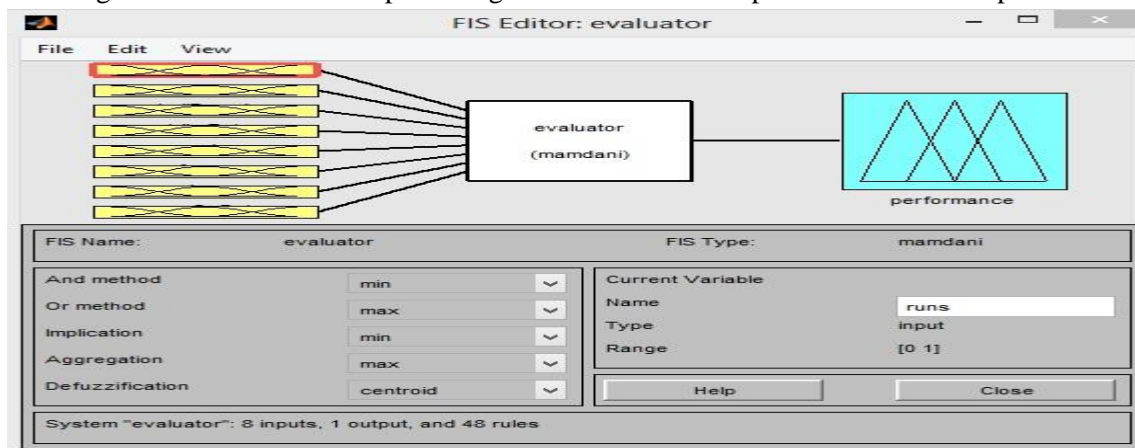 FIS Editor: evaluator
File Edit View
evaluator
(mamdani)
performance
FIS Name: evaluator FIS Type: mamdani
And method min
Or method max
Implication min
Aggregation max
Defuzzification centroid
Current Variable
Name runs
Type input
Range [0 1]
Help Close
System "evaluator": 8 inputs, 1 output, and 48 rules